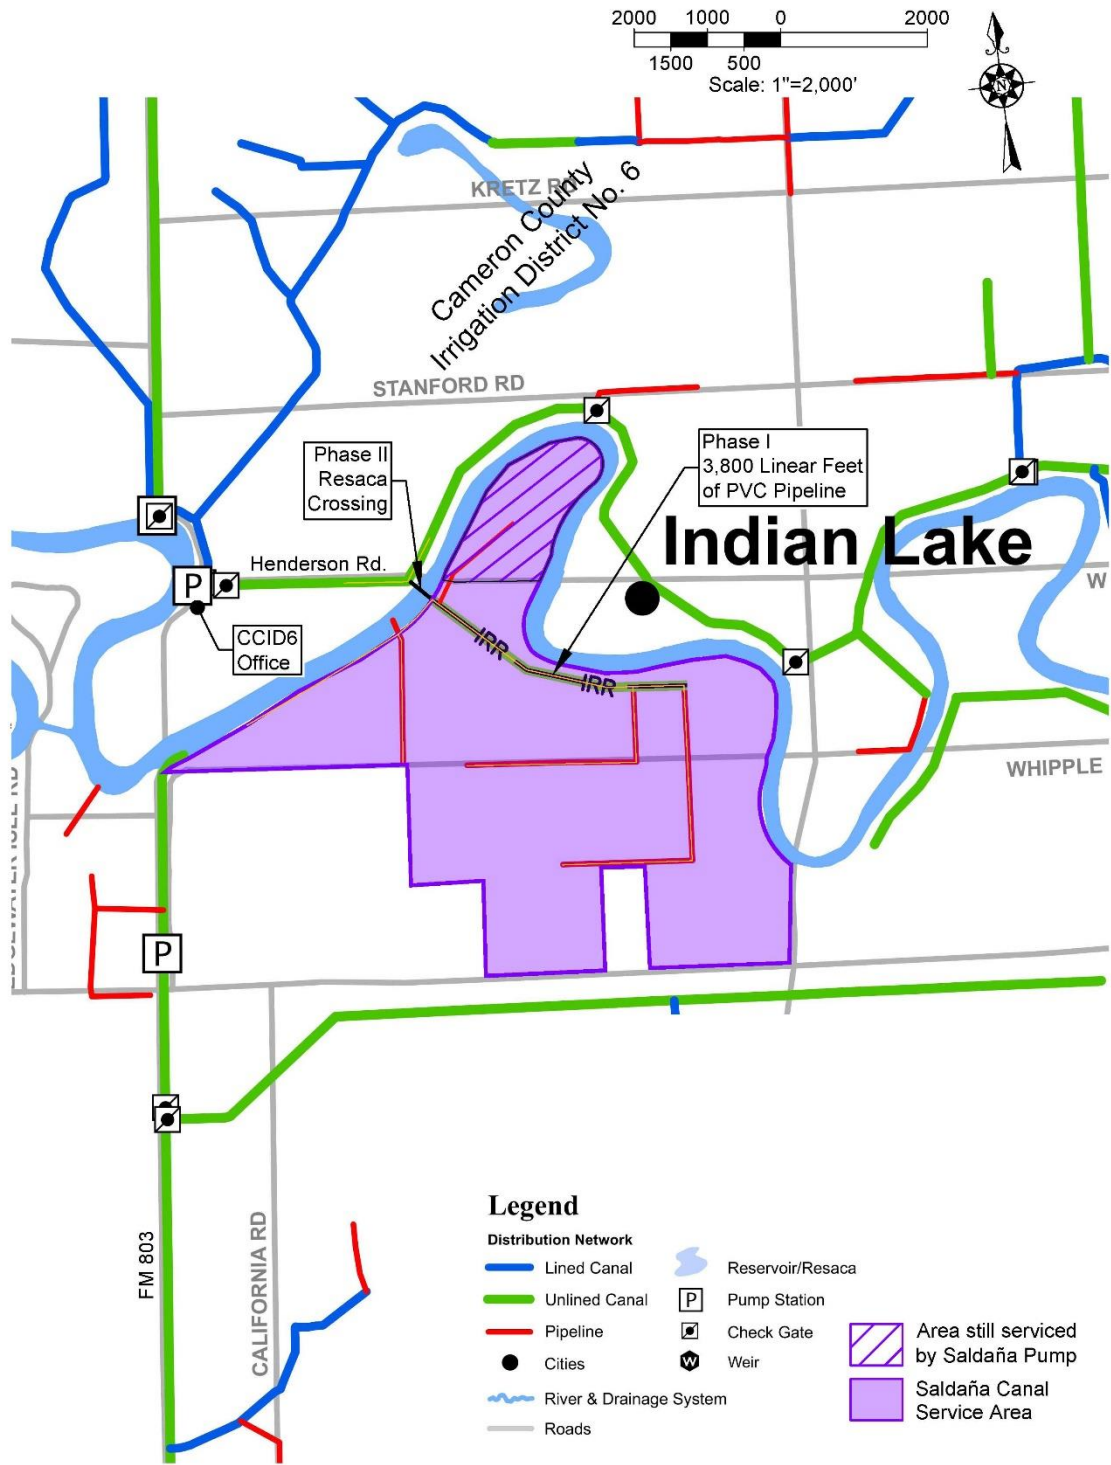 2000 1000 0 2000
1500 500
Scale: 1"=2,000'
N
KRETZ RD
Cameron County
Irrigation District No. 6
STANFORD RD
Phase II
Resaca
Crossing
Phase I
3,800 Linear Feet
of PVC Pipeline
Indian Lake
Henderson Rd.
P
W
CCID6
Office
IRR
IRR
WHIPPLE
EDGEWATER ISLE RD
P
FM 803
CALIFORNIA RD
Legend
Distribution Network
Lined Canal
Unlined Canal
Pipeline
Cities
River & Drainage System
Roads
Reservoir/Resaca
P Pump Station
Check Gate
W Weir
Area still serviced
by Saldaña Pump
Saldaña Canal
Service Area